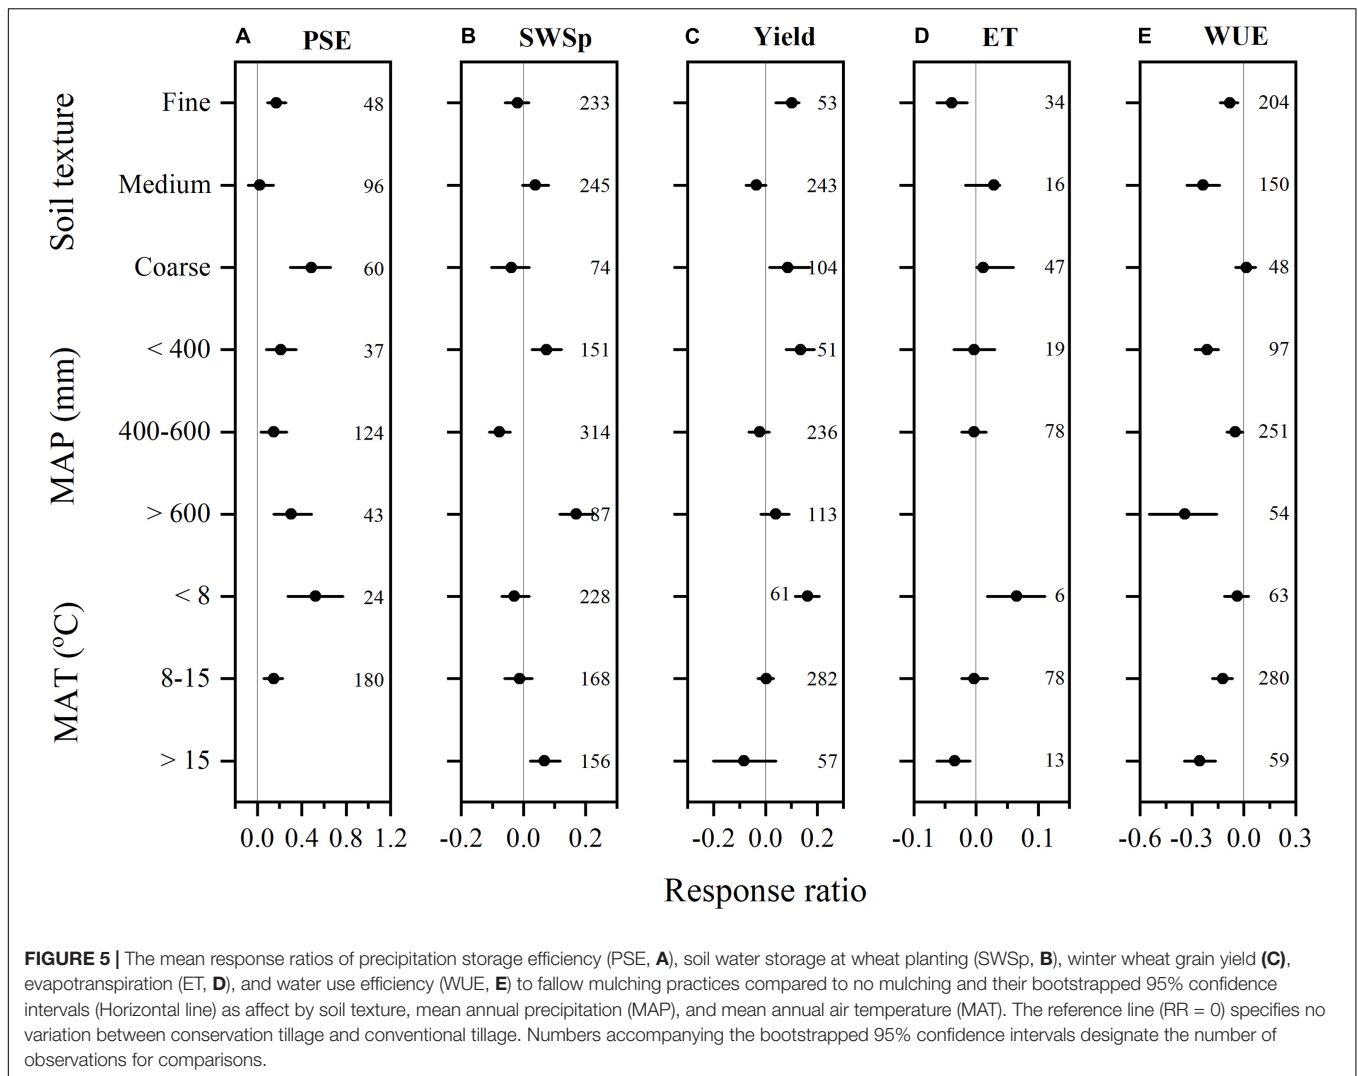 A PSE B SWSp C Yield D ET E WUE
Soil texture
Fine 48 233 53 34 204
Medium 96 245 243 16 150
Coarse 60 74 104 47 48
MAP (mm)
< 400 37 151 51 19 97
400-600 124 314 236 78 251
> 600 43 87 113 54
MAT (ºC)
< 8 24 228 61 6 63
8-15 180 168 282 78 280
> 15 156 57 13 59
0.0 0.4 0.8 1.2 -0.2 0.0 0.2 -0.2 0.0 0.2 -0.1 0.0 0.1 -0.6 -0.3 0.0 0.3
Response ratio
FIGURE 5 | The mean response ratios of precipitation storage efficiency (PSE, A), soil water storage at wheat planting (SWSp, B), winter wheat grain yield (C),
evapotranspiration (ET, D), and water use efficiency (WUE, E) to fallow mulching practices compared to no mulching and their bootstrapped 95% confidence
intervals (Horizontal line) as affect by soil texture, mean annual precipitation (MAP), and mean annual air temperature (MAT). The reference line (RR = 0) specifies no
variation between conservation tillage and conventional tillage. Numbers accompanying the bootstrapped 95% confidence intervals designate the number of
observations for comparisons.